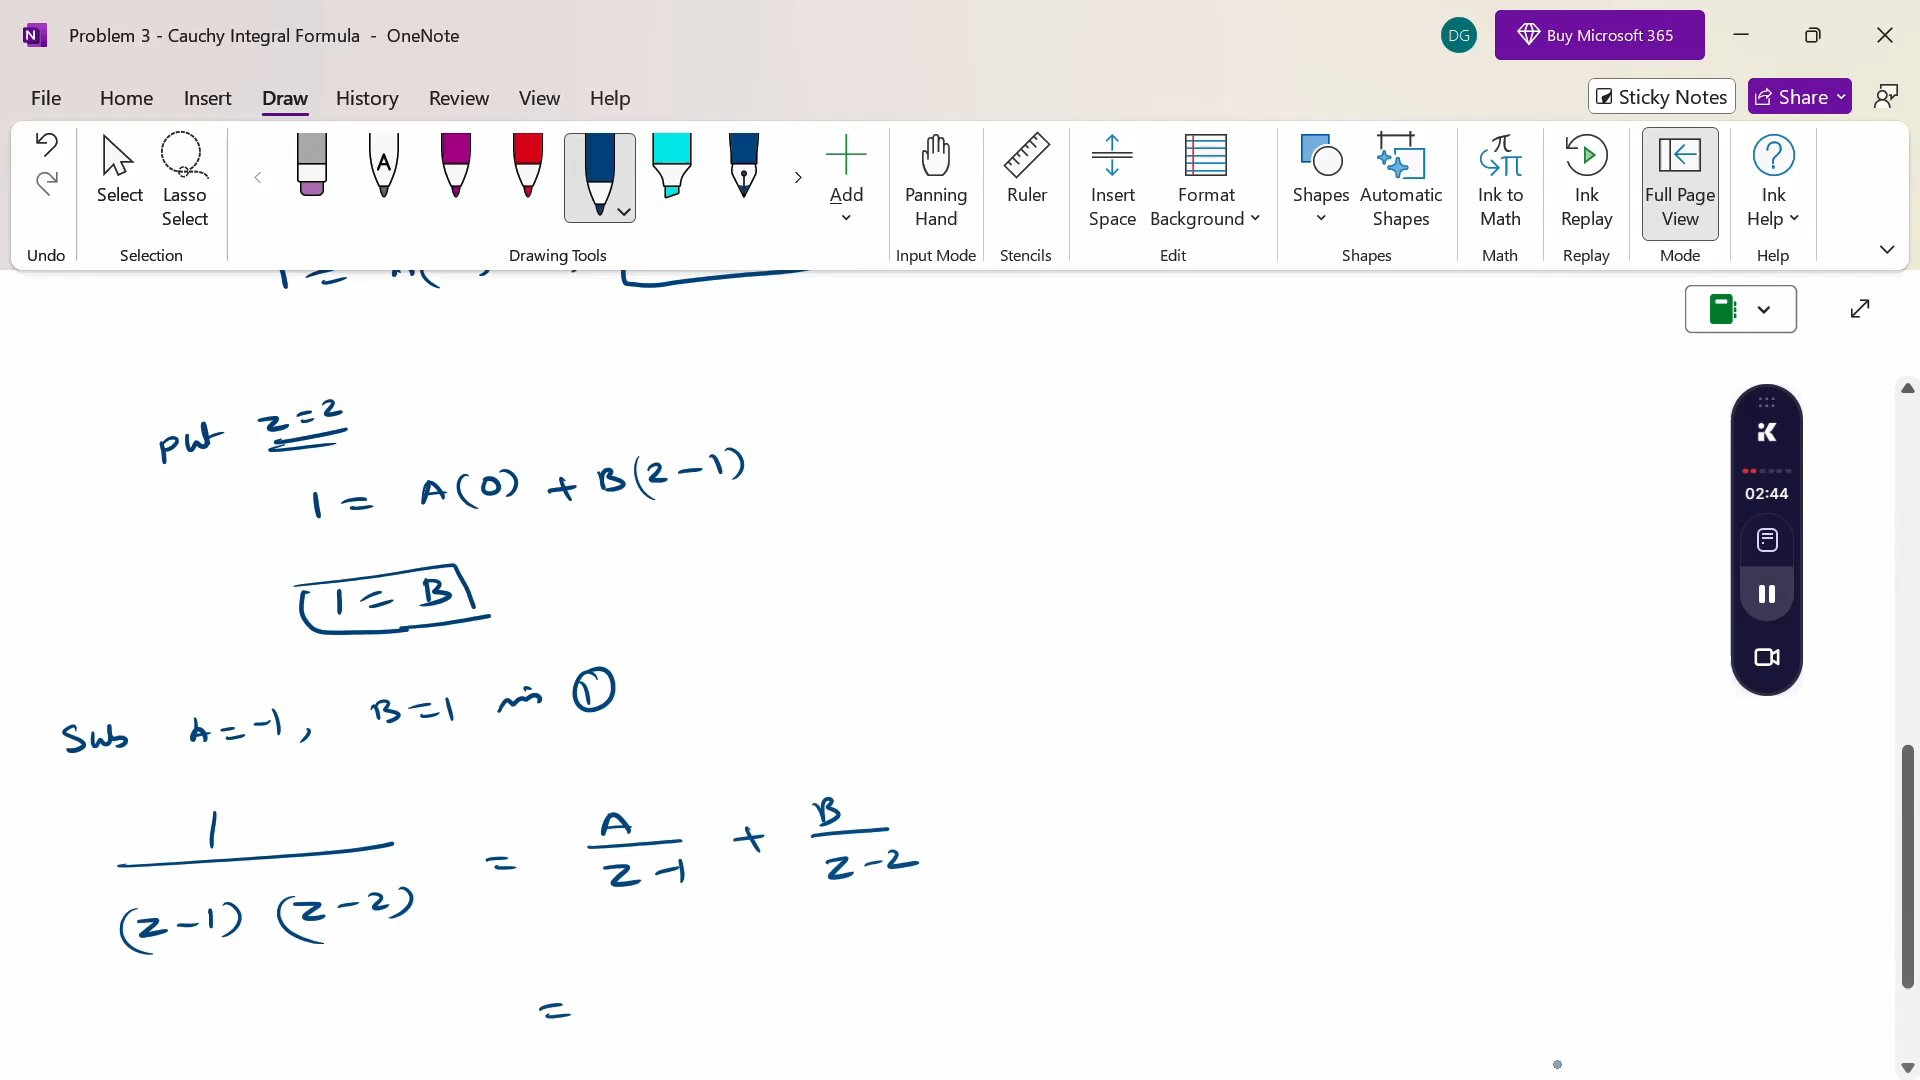 Problem 3 - Cauchy Integral Formula - OneNote
DG
Buy Microsoft 365
File Home Insert Draw History Review View Help
Sticky Notes
Share
Select
Lasso Select
A
Add
Panning Hand
Ruler
Insert Space
Format Background
Shapes
Automatic Shapes
Ink to Math
Ink Replay
Full Page View
Ink Help
Undo Selection Drawing Tools Input Mode Stencils Edit Shapes Math Replay Mode Help
put z=2
1 = A(0) + B(2-1)
1 = B
Sub A=-1, B=1 in ①
1/((z-1) (z-2)) = A/(z-1) + B/(z-2)
=
02:44